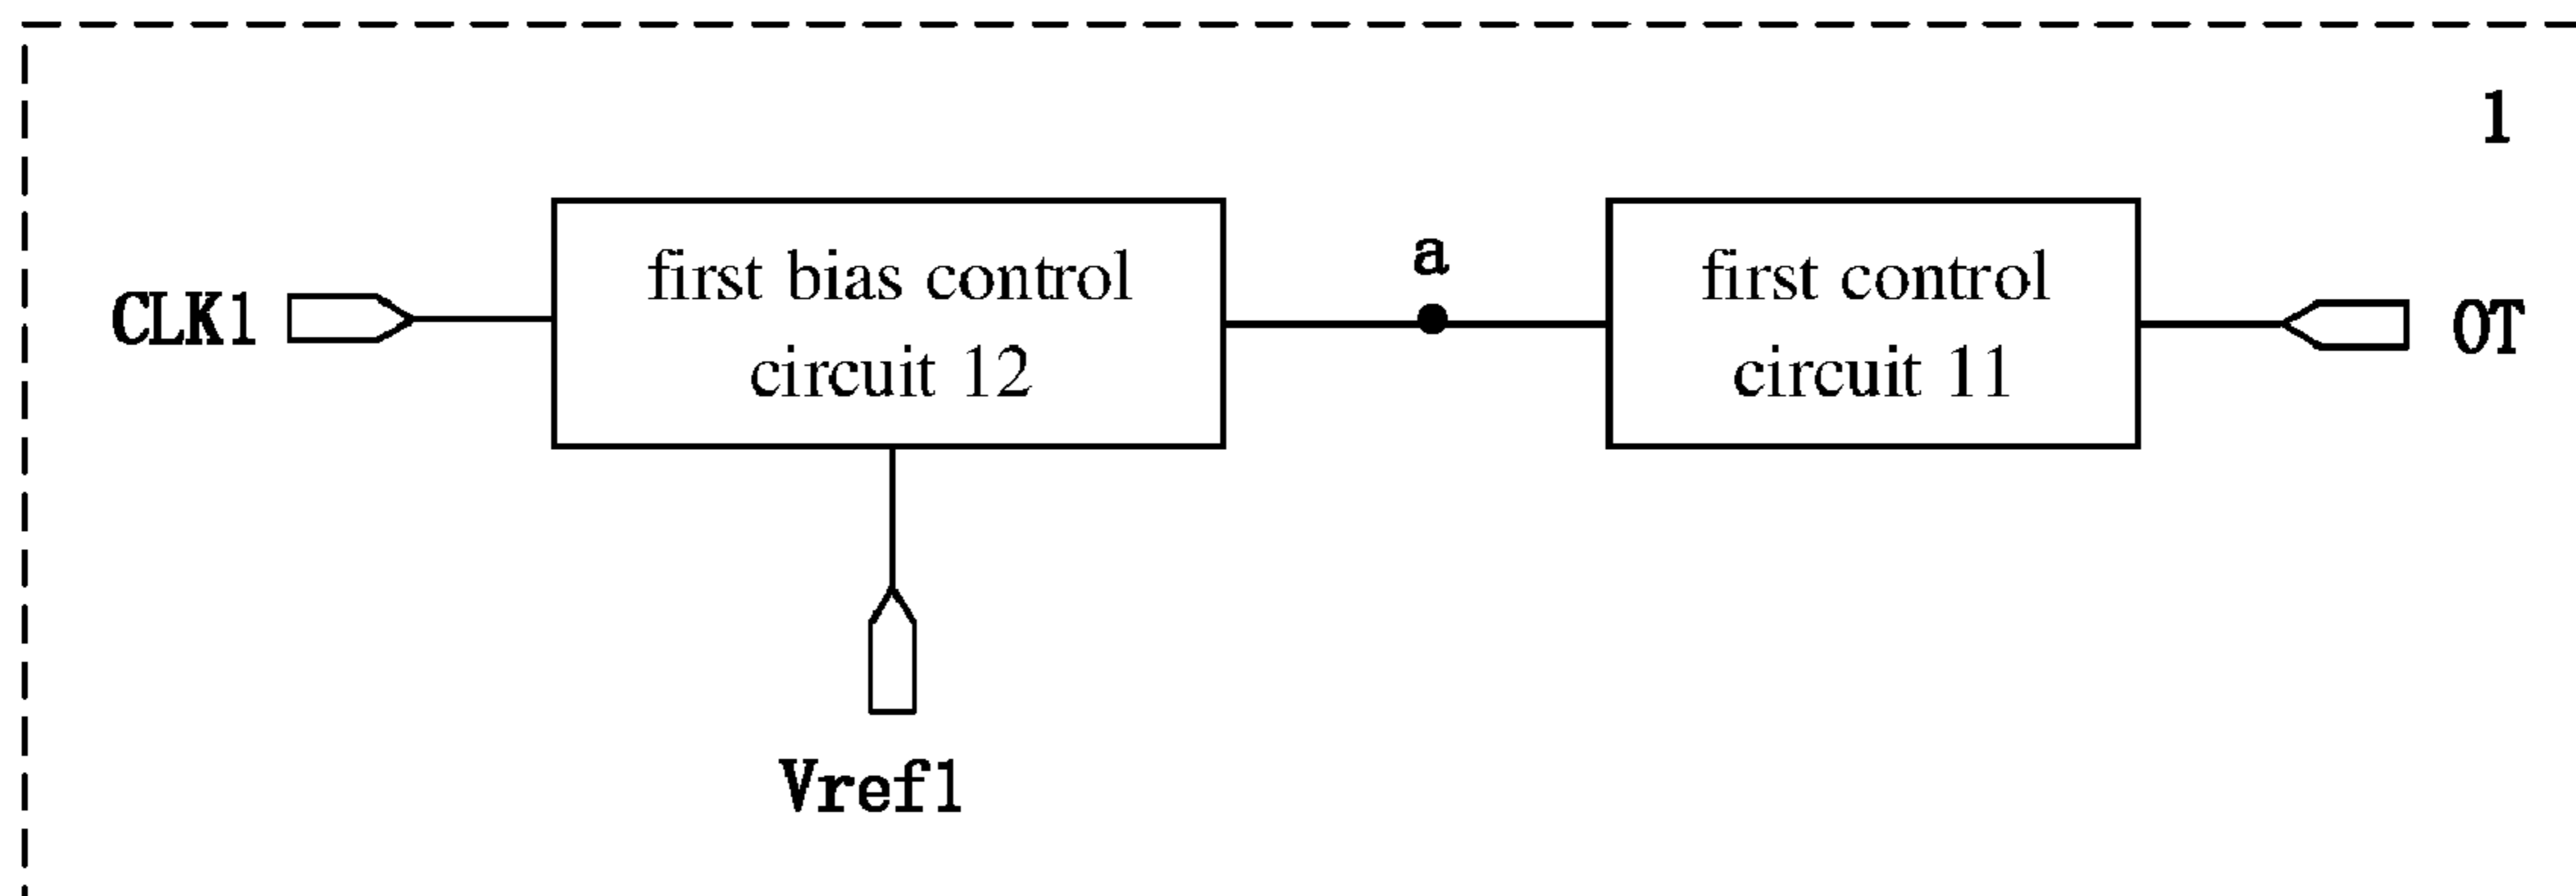 1
a
first bias control
circuit 12
first control
circuit 11
CLK1
OT
Vref1